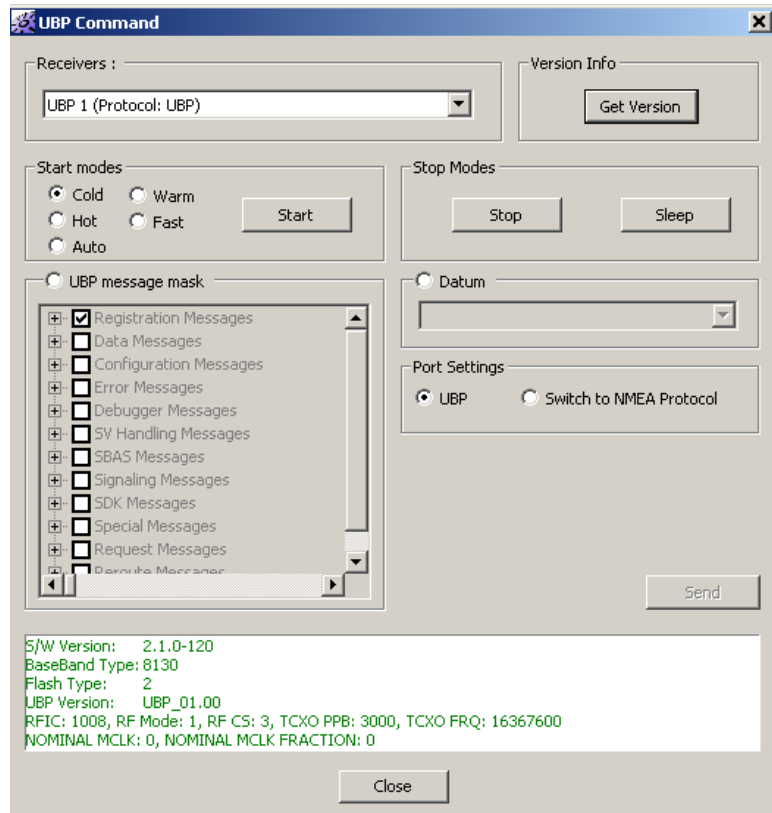 UBP Command
Receivers :
UBP 1 (Protocol: UBP)
Version Info
Get Version
Start modes
Cold
Warm
Hot
Fast
Auto
Start
Stop Modes
Stop
Sleep
UBP message mask
Registration Messages
Data Messages
Configuration Messages
Error Messages
Debugger Messages
SV Handling Messages
SBAS Messages
Signaling Messages
SDK Messages
Special Messages
Request Messages
Reroute Messages
Datum
Port Settings
UBP
Switch to NMEA Protocol
Send
S/W Version: 2.1.0-120
BaseBand Type: 8130
Flash Type: 2
UBP Version: UBP_01.00
RFIC: 1008, RF Mode: 1, RF CS: 3, TCXO PPB: 3000, TCXO FRQ: 16367600
NOMINAL MCLK: 0, NOMINAL MCLK FRACTION: 0
Close